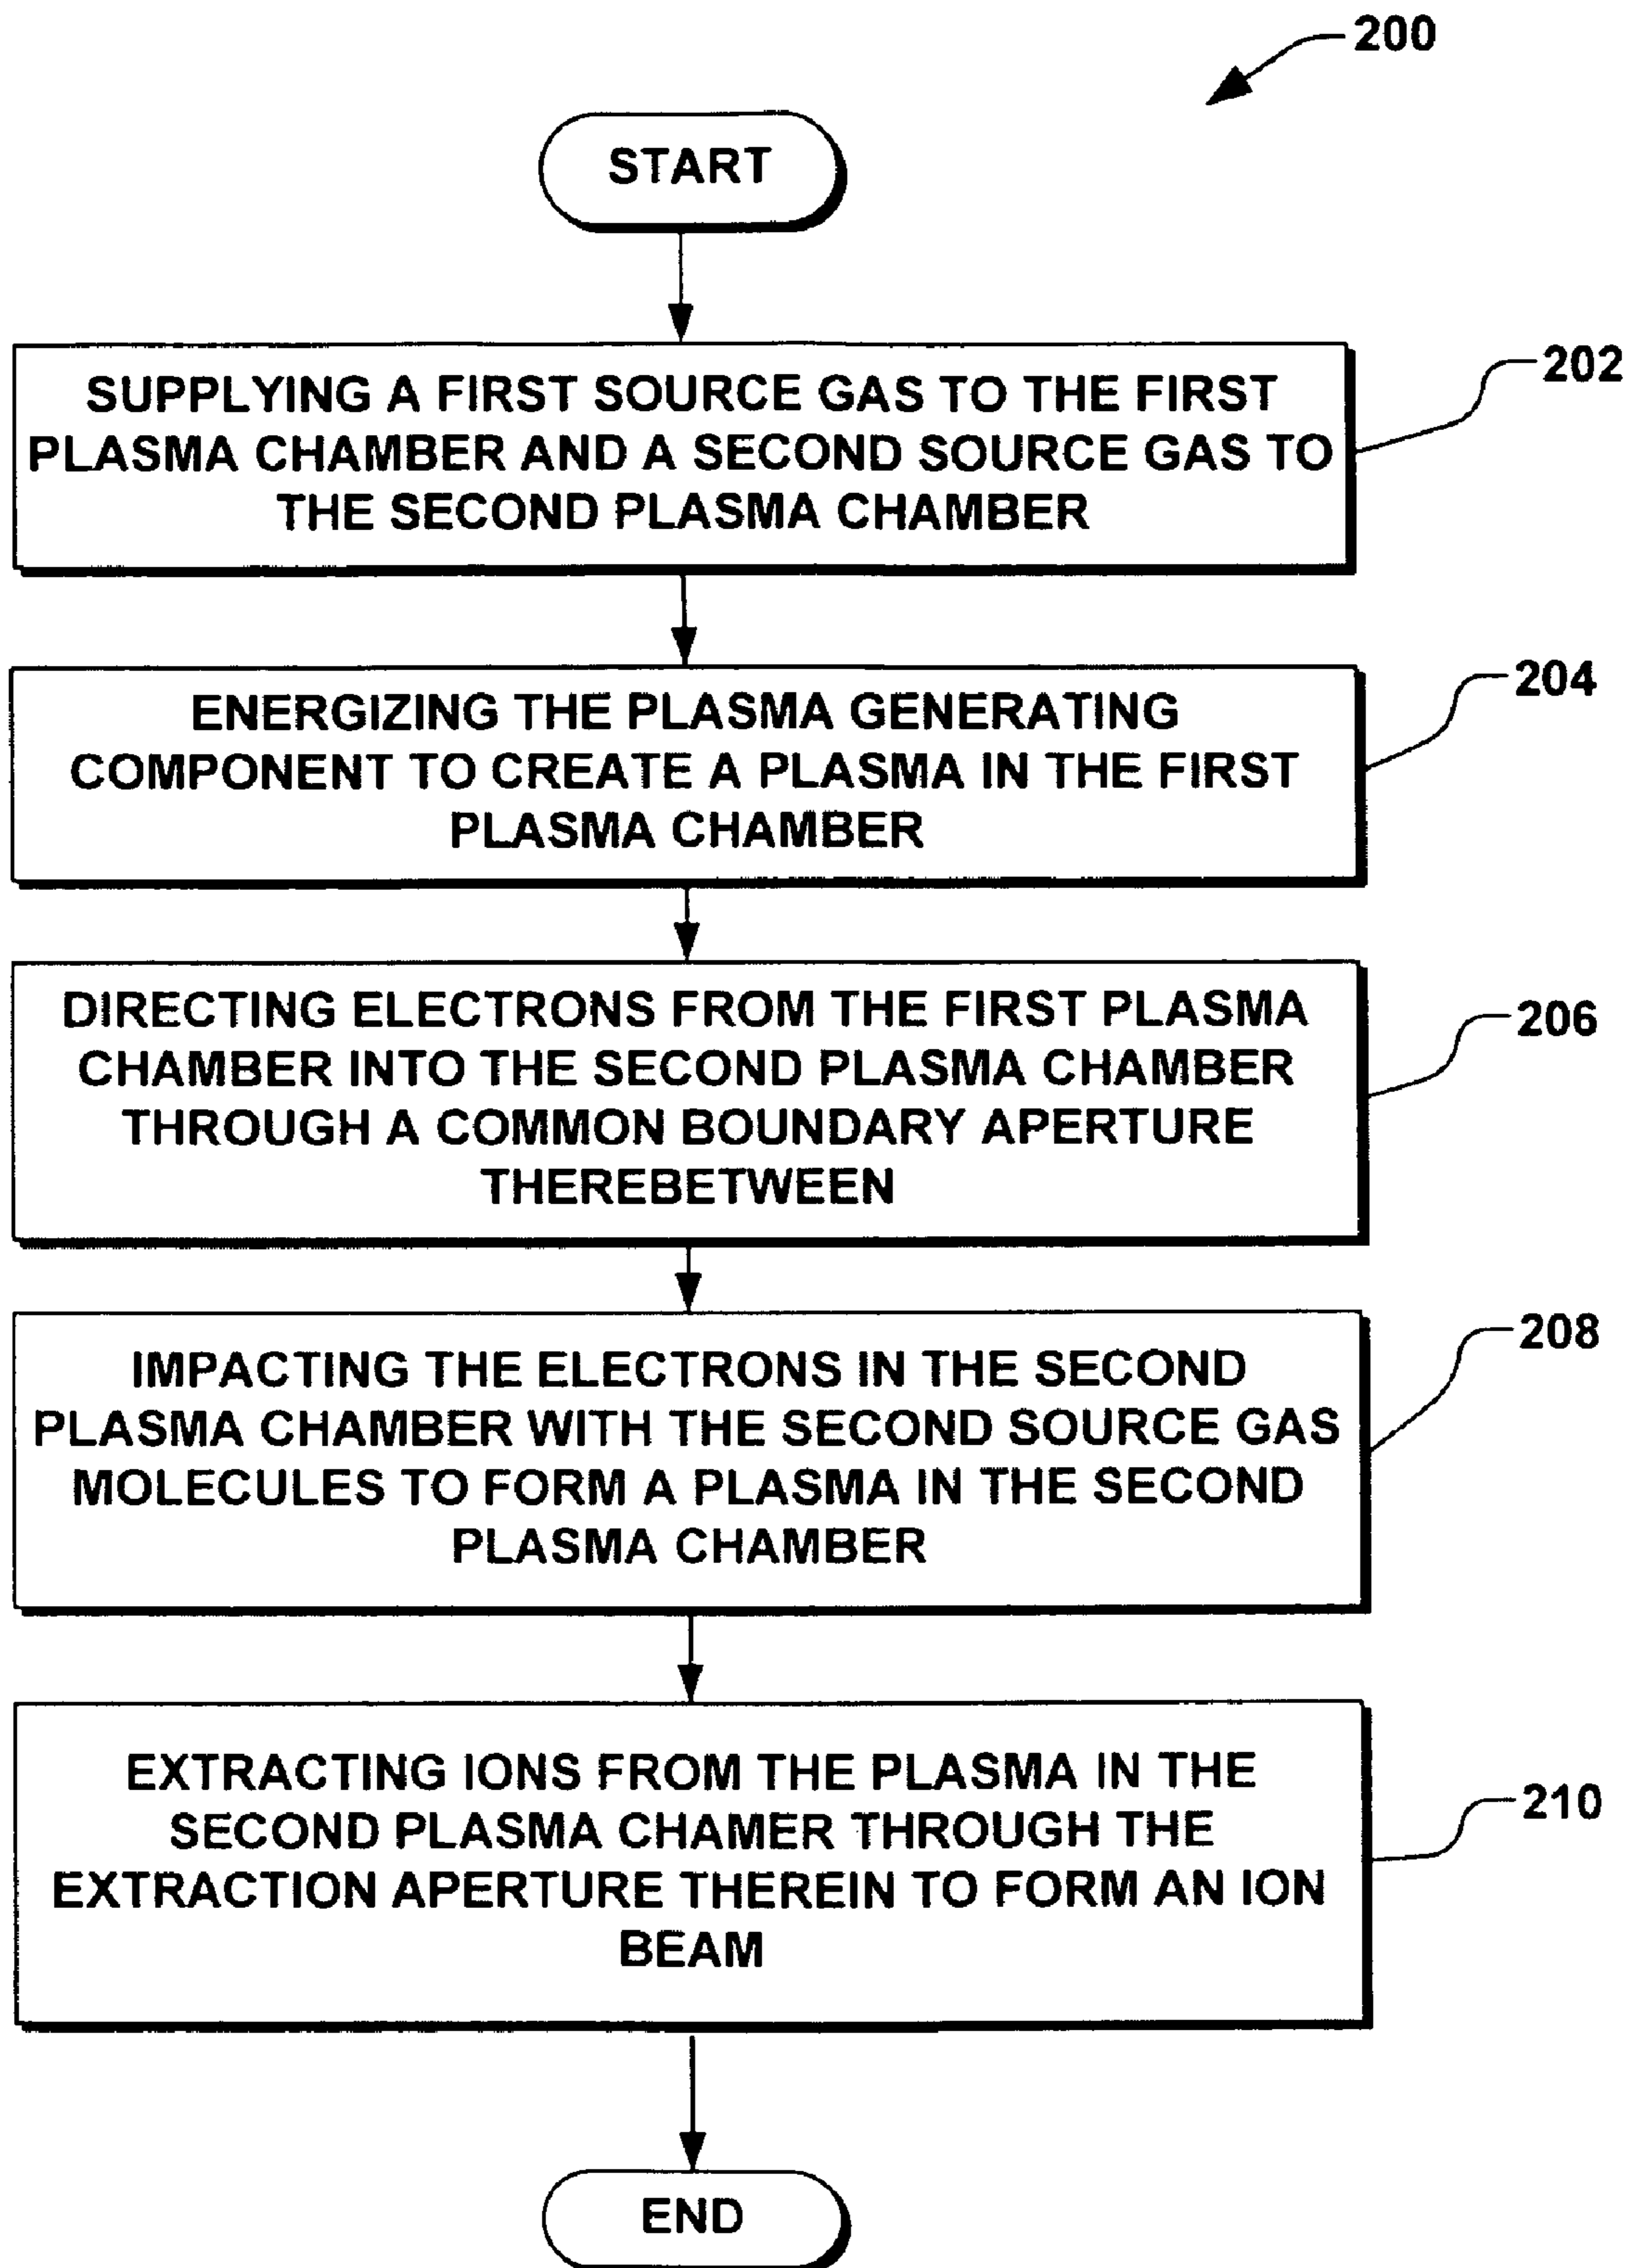 200
START
SUPPLYING A FIRST SOURCE GAS TO THE FIRST
PLASMA CHAMBER AND A SECOND SOURCE GAS TO
THE SECOND PLASMA CHAMBER
202
ENERGIZING THE PLASMA GENERATING
COMPONENT TO CREATE A PLASMA IN THE FIRST
PLASMA CHAMBER
204
DIRECTING ELECTRONS FROM THE FIRST PLASMA
CHAMBER INTO THE SECOND PLASMA CHAMBER
THROUGH A COMMON BOUNDARY APERTURE
THEREBETWEEN
206
IMPACTING THE ELECTRONS IN THE SECOND
PLASMA CHAMBER WITH THE SECOND SOURCE GAS
MOLECULES TO FORM A PLASMA IN THE SECOND
PLASMA CHAMBER
208
EXTRACTING IONS FROM THE PLASMA IN THE
SECOND PLASMA CHAMER THROUGH THE
EXTRACTION APERTURE THEREIN TO FORM AN ION
BEAM
210
END